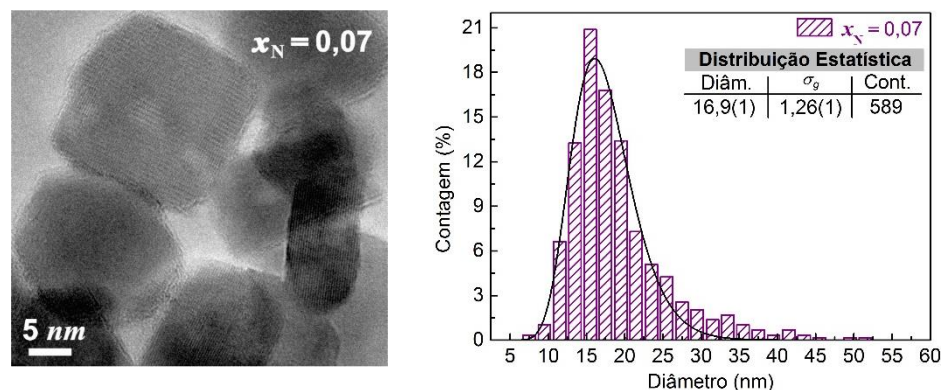 x_N = 0,07
5 nm
Contagem (%)
21
18
15
12
9
6
3
0
x_N = 0,07
Distribuição Estatística
Diâm. σ_g Cont.
16,9(1) 1,26(1) 589
5 10 15 20 25 30 35 40 45 50 55 60
Diâmetro (nm)